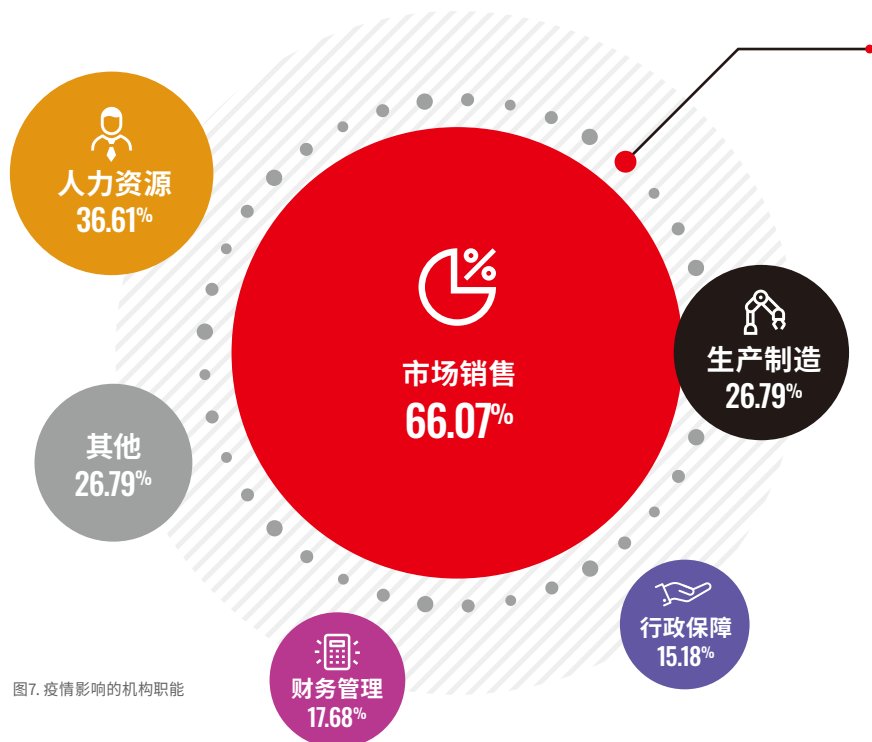 人力资源
36.61%
市场销售
66.07%
生产制造
26.79%
其他
26.79%
行政保障
15.18%
财务管理
17.68%
图7. 疫情影响的机构职能